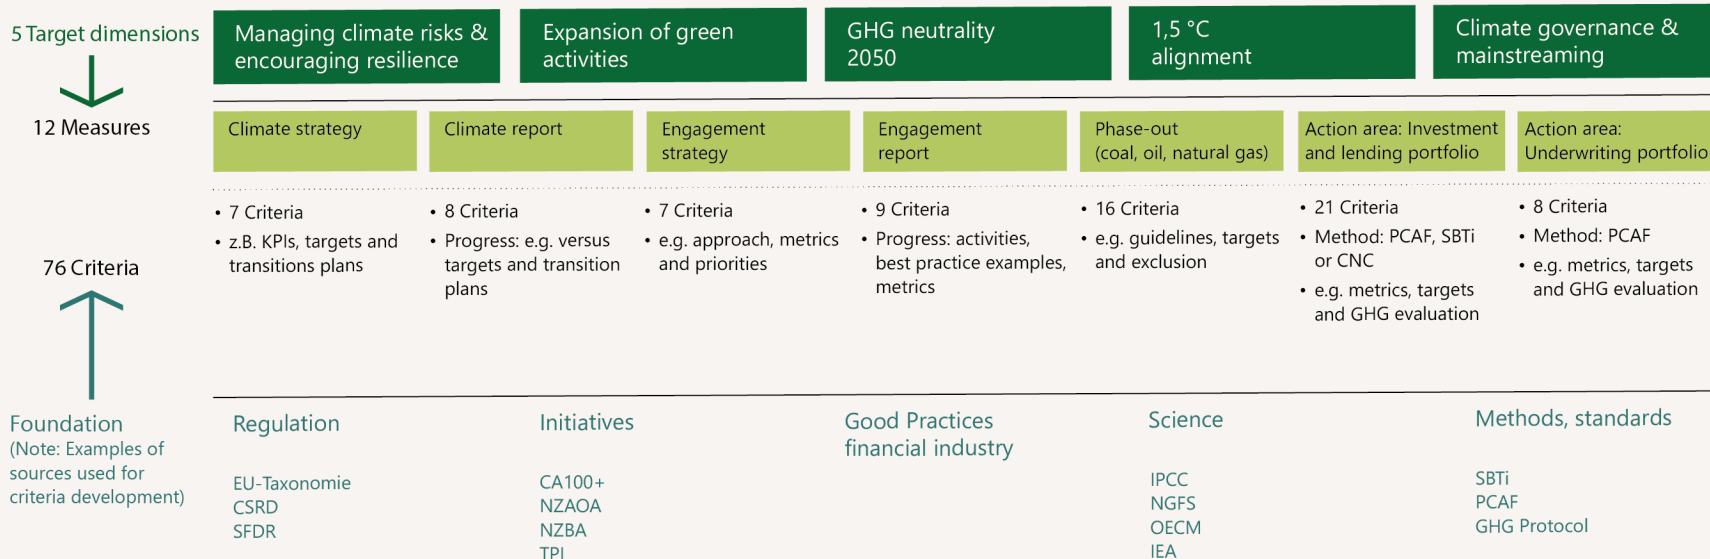 5 Target dimensions
Managing climate risks &
encouraging resilience
Expansion of green
activities
GHG neutrality
2050
1,5 °C
alignment
Climate governance &
mainstreaming
12 Measures
Climate strategy
Climate report
Engagement
strategy
Engagement
report
Phase-out
(coal, oil, natural gas)
Action area: Investment
and lending portfolio
Action area:
Underwriting portfolio
76 Criteria
• 7 Criteria
• z.B. KPIs, targets and
transitions plans
• 8 Criteria
• Progress: e.g. versus
targets and transition
plans
• 7 Criteria
• e.g. approach, metrics
and priorities
• 9 Criteria
• Progress: activities,
best practice examples,
metrics
• 16 Criteria
• e.g. guidelines, targets
and exclusion
• 21 Criteria
• Method: PCAF, SBTi
or CNC
• e.g. metrics, targets
and GHG evaluation
• 8 Criteria
• Method: PCAF
• e.g. metrics, targets
and GHG evaluation
Foundation
(Note: Examples of
sources used for
criteria development)
Regulation
EU-Taxonomie
CSRD
SFDR
Initiatives
CA100+
NZAOA
NZBA
TPI
Good Practices
financial industry
Science
IPCC
NGFS
OECM
IEA
Methods, standards
SBTi
PCAF
GHG Protocol